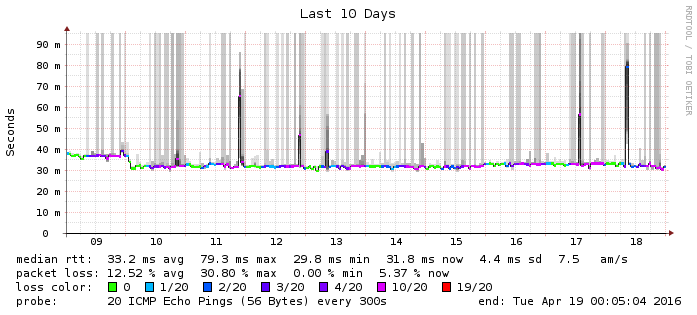 Last 10 Days
RRDTOOL / TOBI OETIKER
Seconds
90 m
80 m
70 m
60 m
50 m
40 m
30 m
20 m
10 m
0
09 10 11 12 13 14 15 16 17 18
median rtt: 33.2 ms avg 79.3 ms max 29.8 ms min 31.8 ms now 4.4 ms sd 7.5 am/s
packet loss: 12.52 % avg 30.80 % max 0.00 % min 5.37 % now
loss color: 0 1/20 2/20 3/20 4/20 10/20 19/20
probe: 20 ICMP Echo Pings (56 Bytes) every 300s end: Tue Apr 19 00:05:04 2016